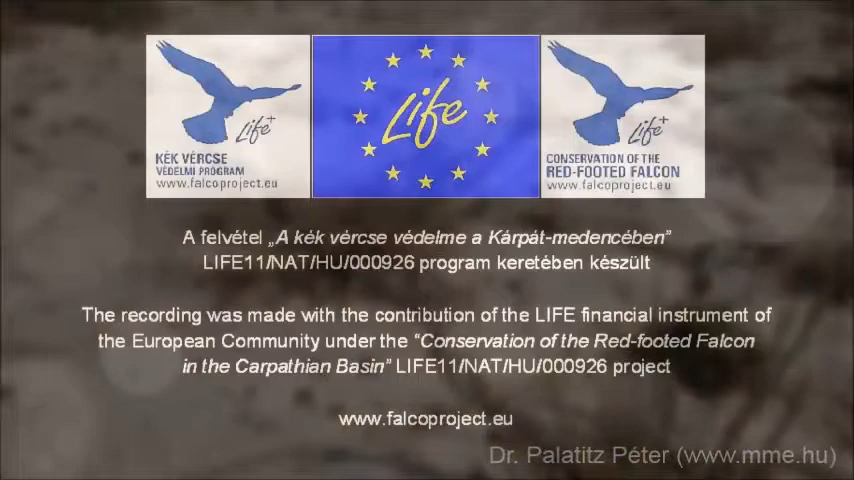 Life+
KÉK VÉRCSE
VÉDELMI PROGRAM
www.falcoproject.eu
Life
Life+
CONSERVATION OF THE
RED-FOOTED FALCON
www.falcoproject.eu
A felvétel „A kék vércse védelme a Kárpát-medencében”
LIFE11/NAT/HU/000926 program keretében készült
The recording was made with the contribution of the LIFE financial instrument of
the European Community under the “Conservation of the Red-footed Falcon
in the Carpathian Basin” LIFE11/NAT/HU/000926 project
www.falcoproject.eu
Dr. Palatitz Péter (www.mme.hu)